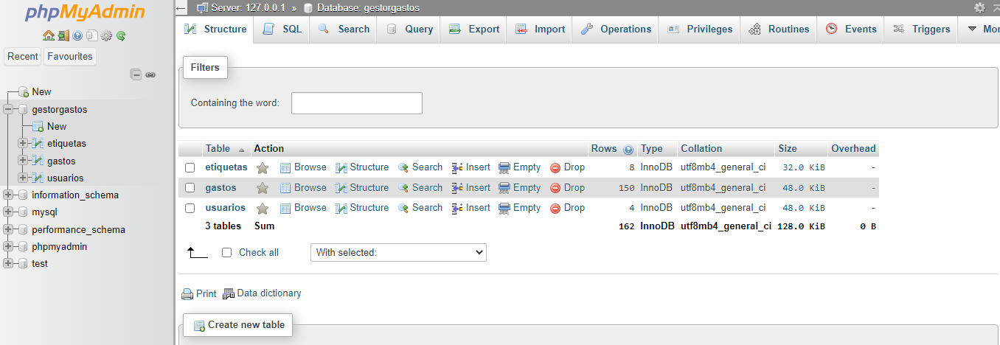 phpMyAdmin
Recent Favourites
New
gestorgastos
New
etiquetas
gastos
usuarios
information_schema
mysql
performance_schema
phpmyadmin
test
Server: 127.0.0.1 » Database: gestorgastos
Structure SQL Search Query Export Import Operations Privileges Routines Events Triggers Mor
Filters
Containing the word:
Table Action Rows Type Collation Size Overhead
etiquetas Browse Structure Search Insert Empty Drop 8 InnoDB utf8mb4_general_ci 32.0 KiB -
gastos Browse Structure Search Insert Empty Drop 150 InnoDB utf8mb4_general_ci 48.0 KiB -
usuarios Browse Structure Search Insert Empty Drop 4 InnoDB utf8mb4_general_ci 48.0 KiB -
3 tables Sum 162 InnoDB utf8mb4_general_ci 128.0 KiB 0 B
Check all With selected:
Print Data dictionary
Create new table